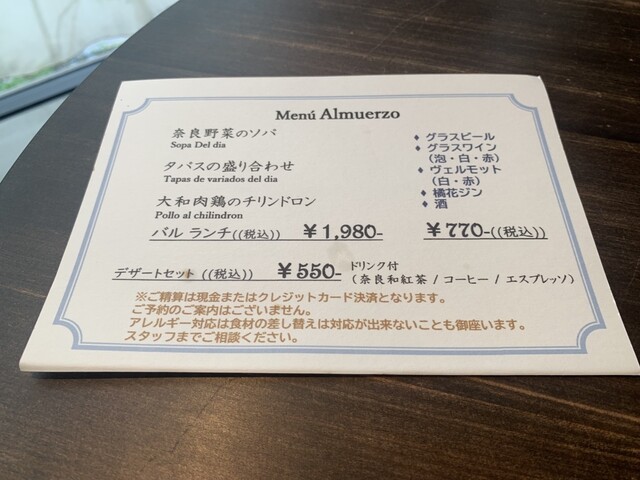 Menú Almuerzo
奈良野菜のソパ
Sopa Del dia
タパスの盛り合わせ
Tapas de variados del dia
大和肉鶏のチリンドロン
Pollo al chilindron
バル ランチ((税込)) ¥1,980-
♦ グラスビール
♦ グラスワイン
(泡・白・赤)
♦ ヴェルモット
(白・赤)
♦ 橘花ジン
♦ 酒
¥770-((税込))
デザートセット ((税込)) ¥550- ドリンク付
(奈良和紅茶 / コーヒー / エスプレッソ)
※ご精算は現金またはクレジットカード決済となります。
ご予約のご案内はございません。
アレルギー対応は食材の差し替えは対応が出来ないことも御座います。
スタッフまでご相談ください。